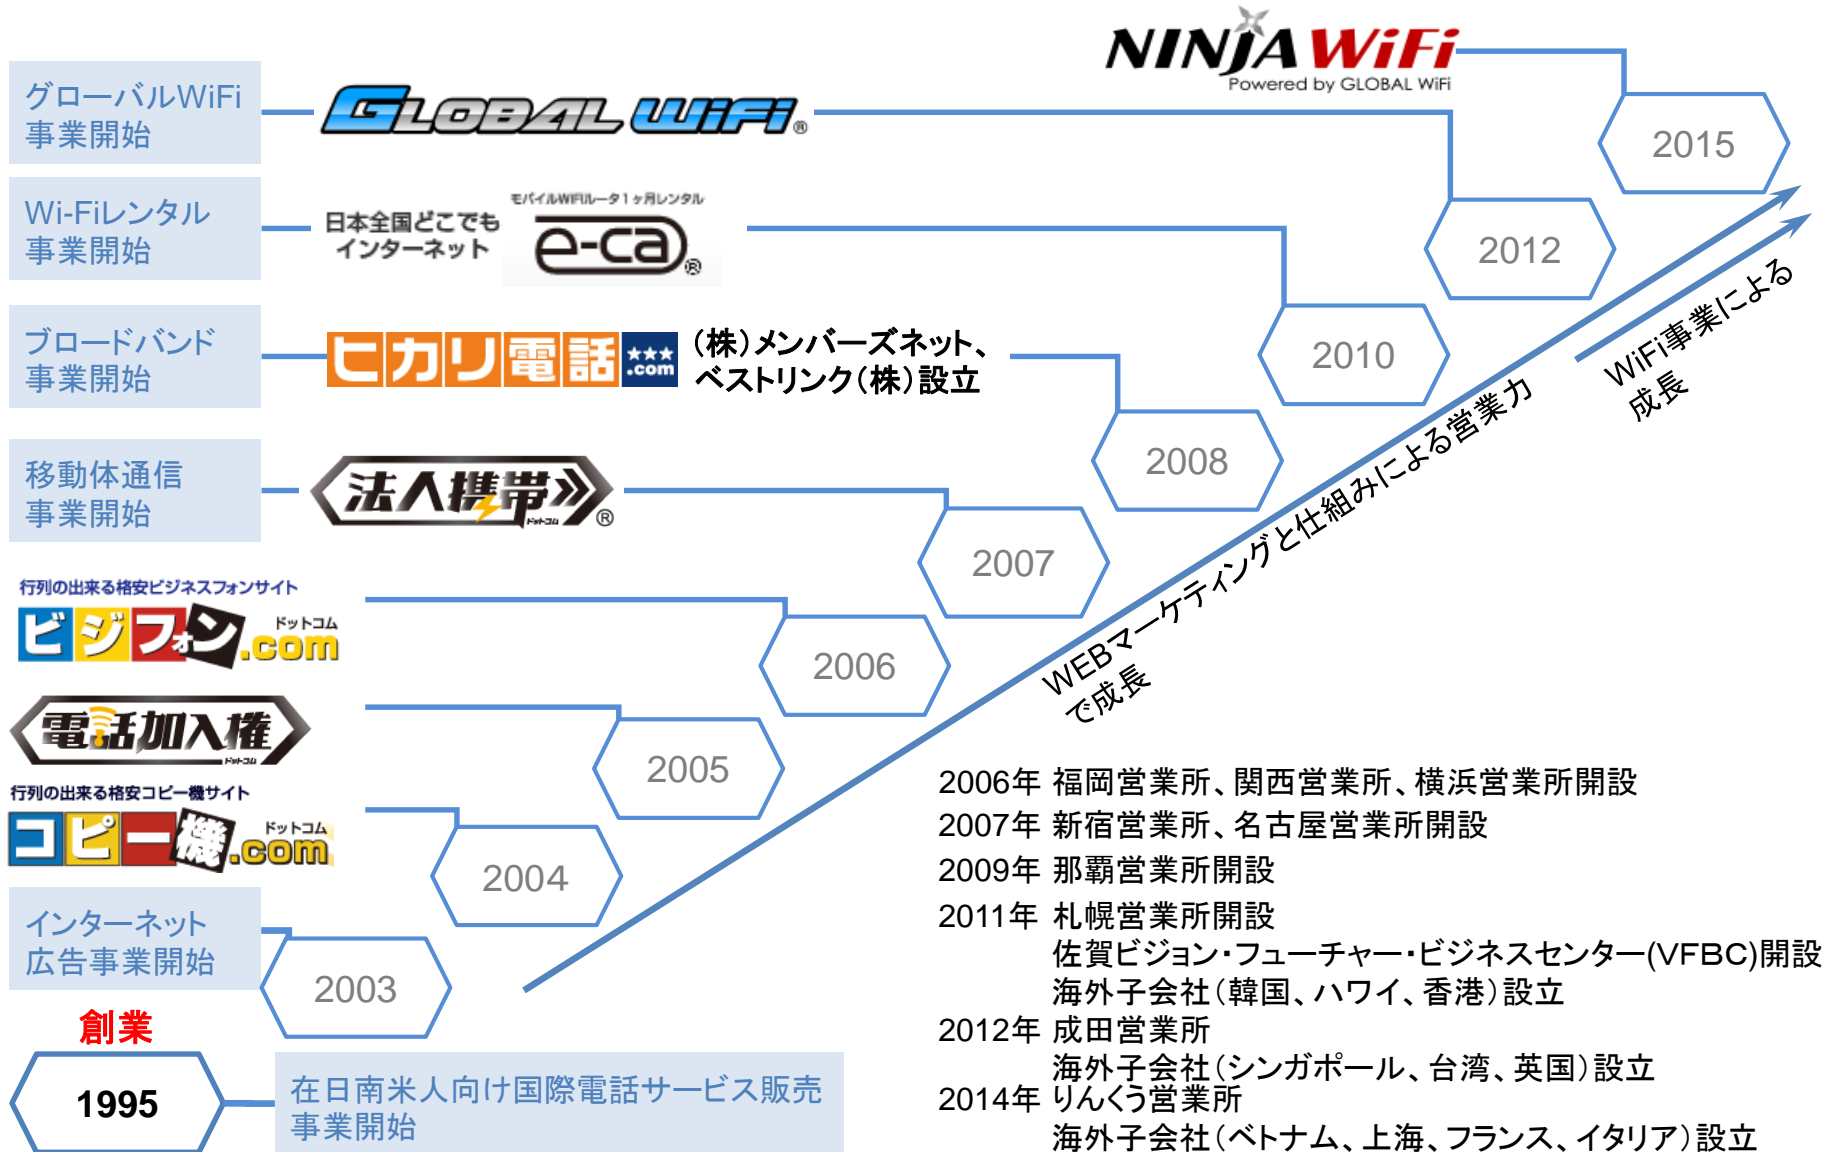 NINJA WiFi
Powered by GLOBAL WiFi
グローバルWiFi
事業開始
GLOBAL WiFi®
2015
Wi-Fiレンタル
事業開始
日本全国どこでも
インターネット
モバイルWIFIルータ1ヶ月レンタル
e-ca®
2012
ブロードバンド
事業開始
ヒカリ電話★★★.com
(株)メンバーズネット、
ベストリンク(株)設立
2010
移動体通信
事業開始
法人携帯
ドットコム
®
2008
2007
行列の出来る格安ビジネスフォンサイト
ビジフォン.com
ドットコム
2006
電話加入権
ドットコム
2005
行列の出来る格安コピー機サイト
コピー機.com
ドットコム
2004
インターネット
広告事業開始
2003
創業
1995
在日南米人向け国際電話サービス販売
事業開始
WEBマーケティングと仕組みによる営業力
で成長
WiFi事業による
成長
2006年 福岡営業所、関西営業所、横浜営業所開設
2007年 新宿営業所、名古屋営業所開設
2009年 那覇営業所開設
2011年 札幌営業所開設
佐賀ビジョン・フューチャー・ビジネスセンター(VFBC)開設
海外子会社(韓国、ハワイ、香港)設立
2012年 成田営業所
海外子会社(シンガポール、台湾、英国)設立
2014年 りんくう営業所
海外子会社(ベトナム、上海、フランス、イタリア)設立